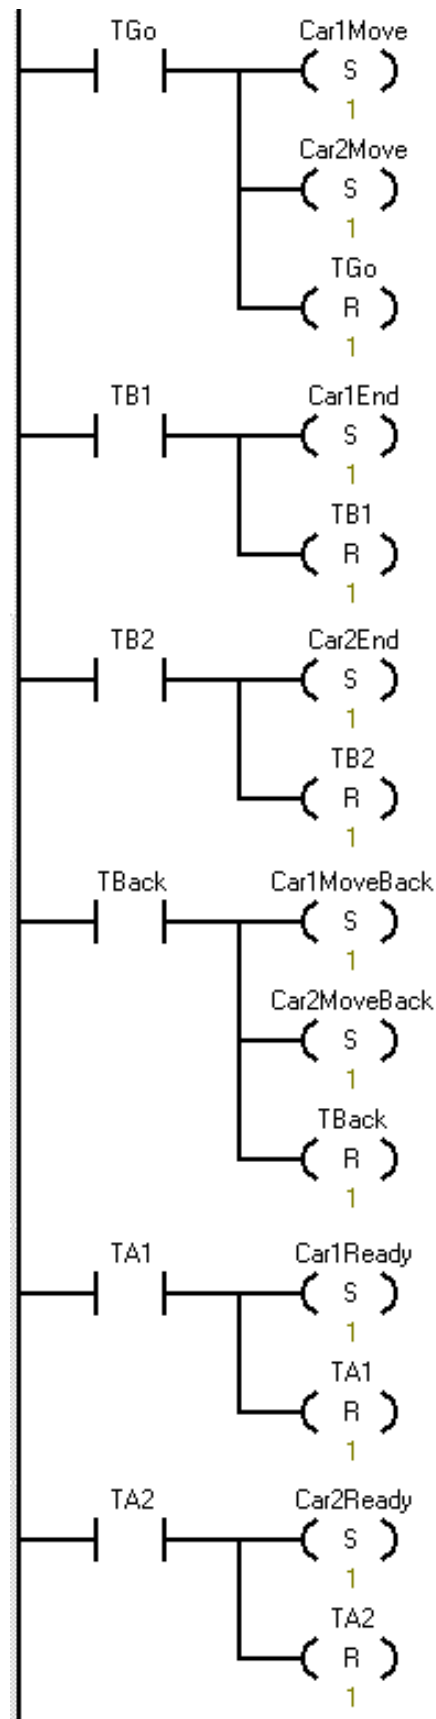 TGo Car1Move
S
1
Car2Move
S
1
TGo
R
1
TB1 Car1End
S
1
TB1
R
1
TB2 Car2End
S
1
TB2
R
1
TBack Car1MoveBack
S
1
Car2MoveBack
S
1
TBack
R
1
TA1 Car1Ready
S
1
TA1
R
1
TA2 Car2Ready
S
1
TA2
R
1